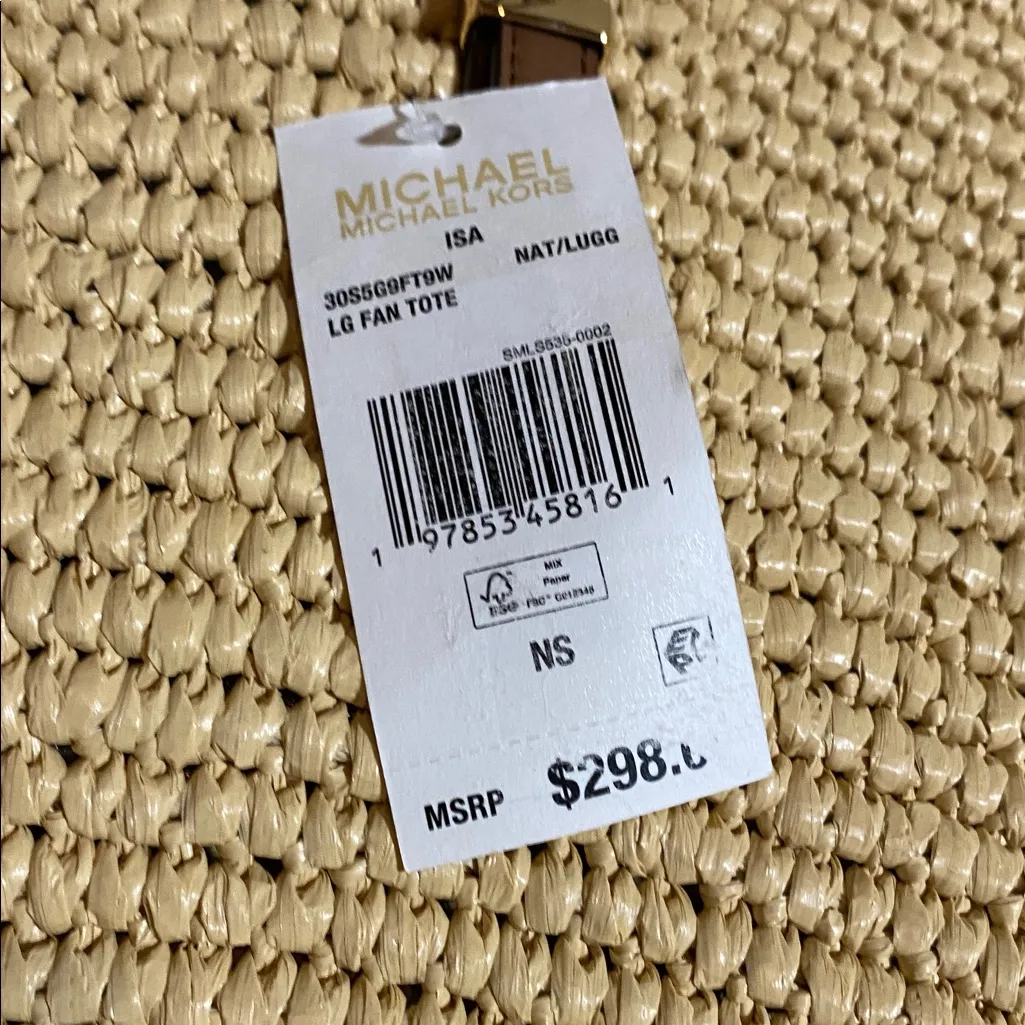 MICHAEL
MICHAEL KORS
ISA
30S5G9FT9W NAT/LUGG
LG FAN TOTE
SMLS535-0002
1 97853 45816 1
MIX
Paper
FSC
NS
MSRP $298.